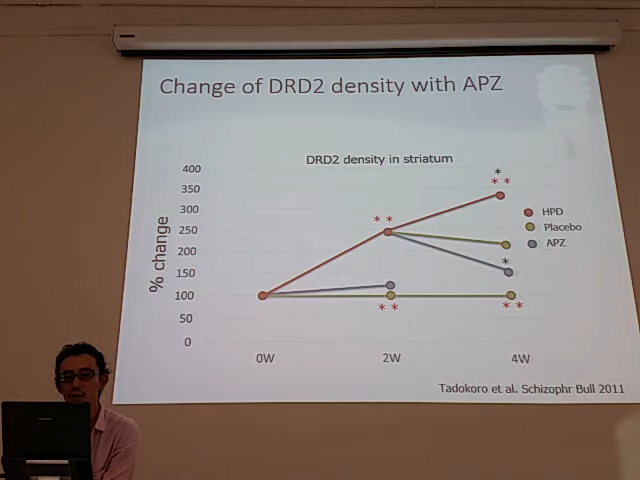 Change of DRD2 density with APZ
DRD2 density in striatum
% change
400
350
300
250
200
150
100
50
0
* *
*
* *
*
* *
* *
HPD
Placebo
APZ
0W
2W
4W
Tadokoro et al. Schizophr Bull 2011